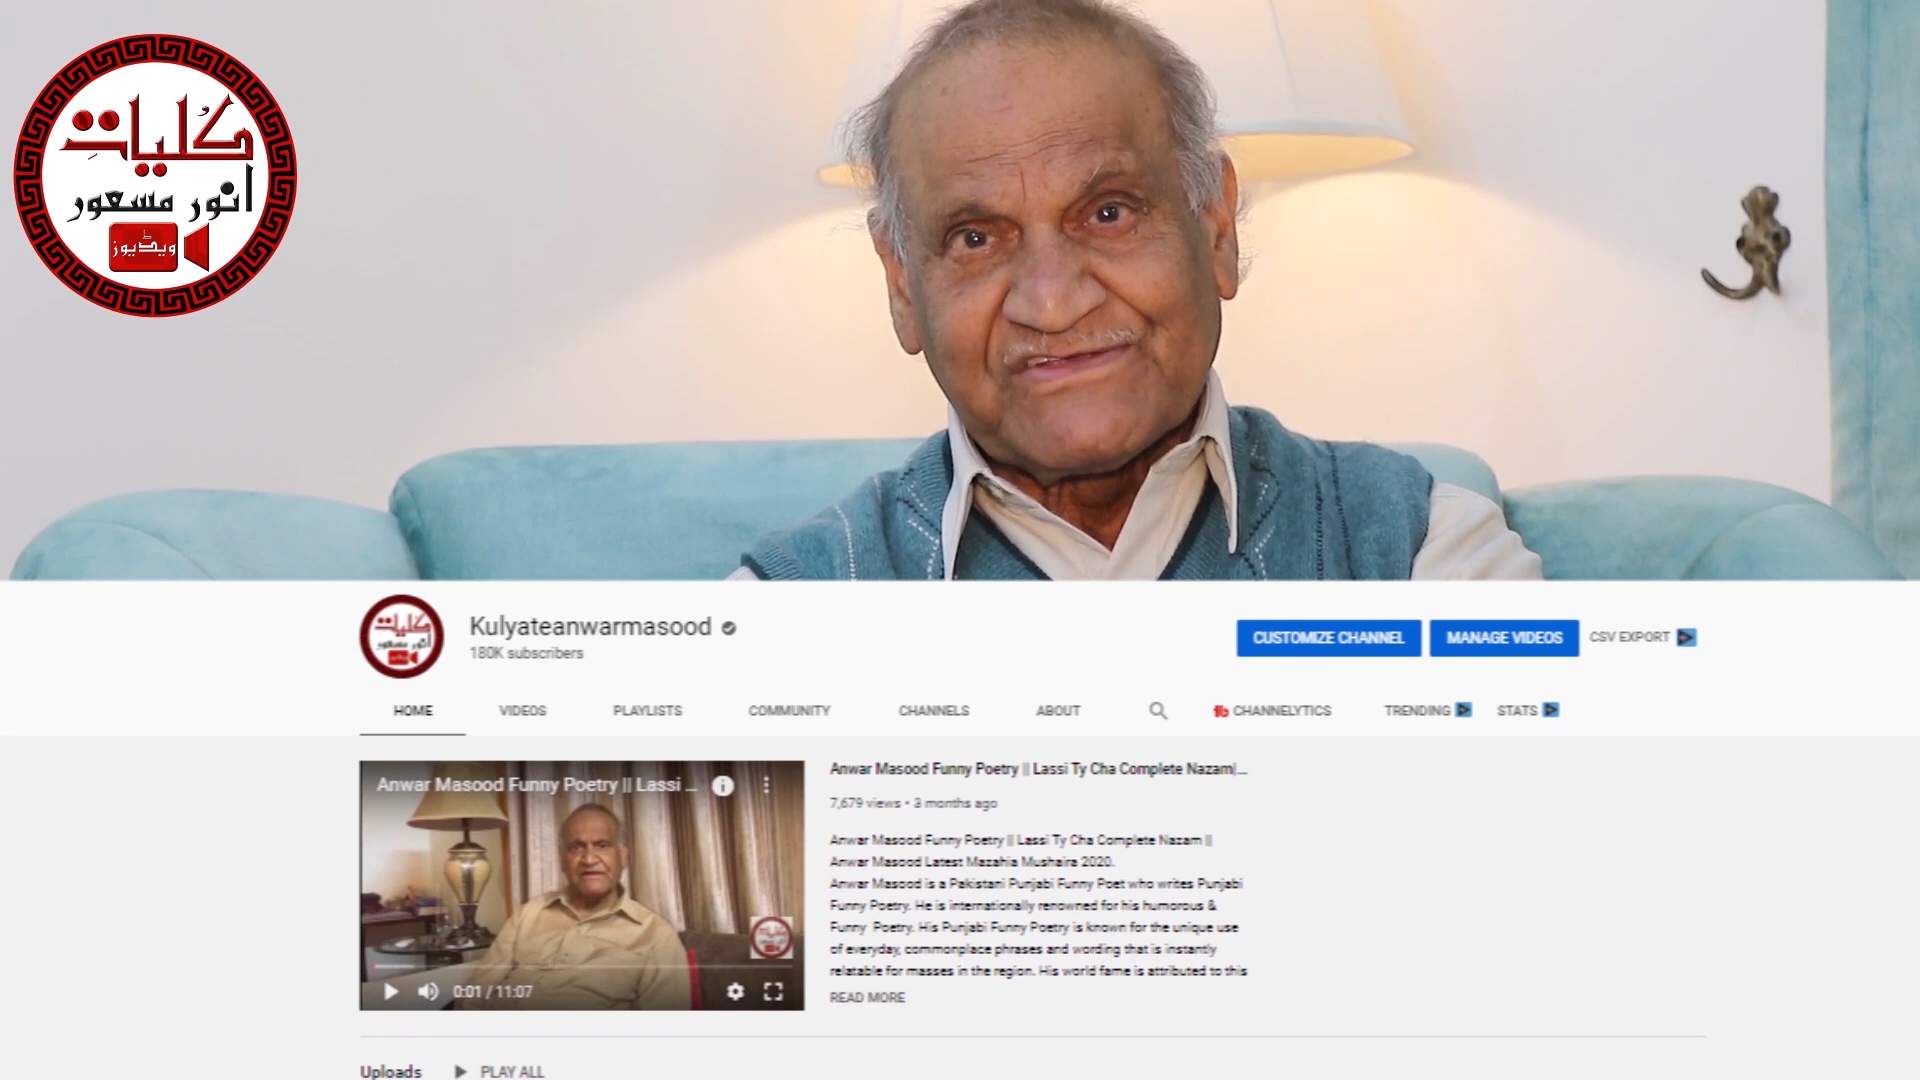 کُلیاتِ
انور مسعود
ویڈیوز
کلیات
انور مسعود
Kulyateanwarmasood
180K subscribers
CUSTOMIZE CHANNEL
MANAGE VIDEOS
CSV EXPORT
HOME
VIDEOS
PLAYLISTS
COMMUNITY
CHANNELS
ABOUT
CHANNELYTICS
TRENDING
STATS
Anwar Masood Funny Poetry || Lassi ...
0:01 / 11:07
Anwar Masood Funny Poetry || Lassi Ty Cha Complete Nazam|...
7,679 views • 3 months ago
Anwar Masood Funny Poetry || Lassi Ty Cha Complete Nazam ||
Anwar Masood Latest Mazahia Mushaira 2020.
Anwar Masood is a Pakistani Punjabi Funny Poet who writes Punjabi
Funny Poetry. He is internationally renowned for his humorous &
Funny  Poetry. His Punjabi Funny Poetry is known for the unique use
of everyday, commonplace phrases and wording that is instantly
relatable for masses in the region. His world fame is attributed to this
READ MORE
Uploads
PLAY ALL